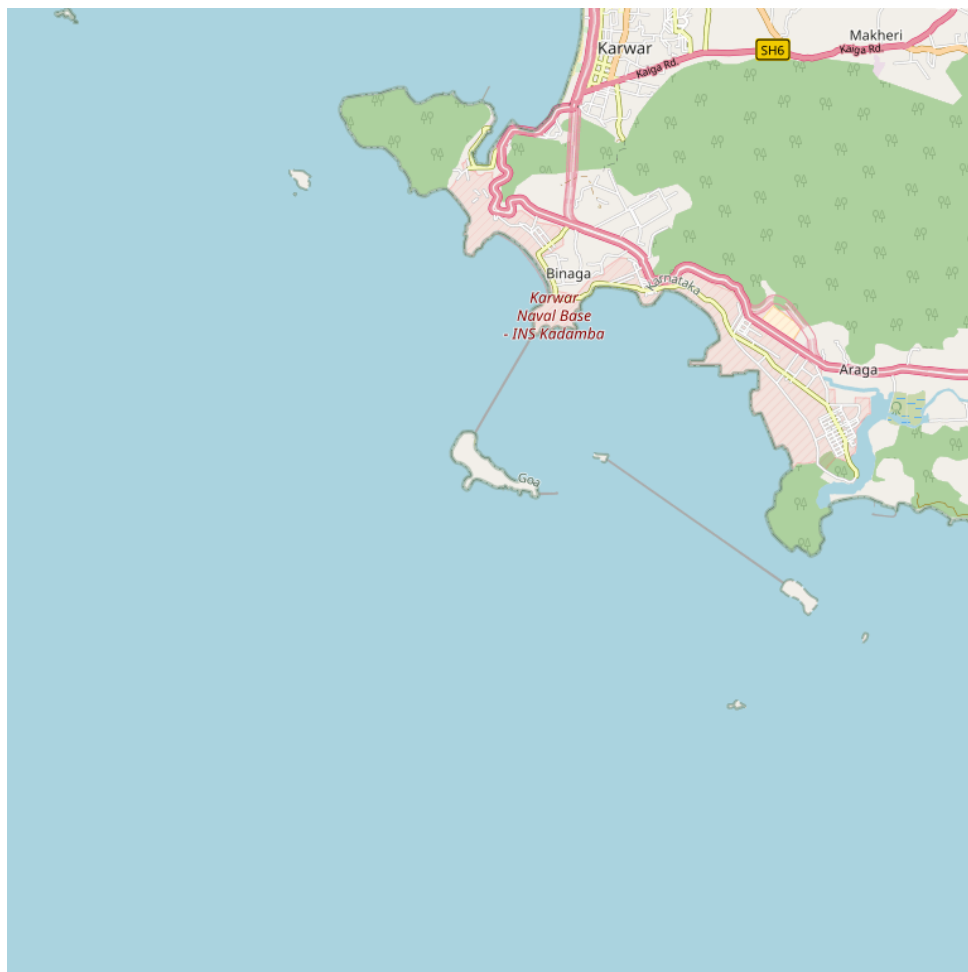 Makheri
Karwar
SH6
Kaiga Rd.
Kaiga Rd.
Binaga
Karnataka
Karwar
Naval Base
- INS Kadamba
Araga
Goa